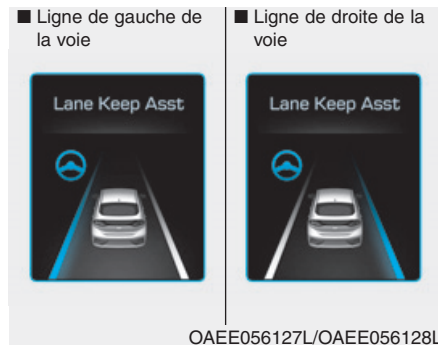 ■ Ligne de gauche de
la voie
■ Ligne de droite de la
voie
Lane Keep Asst
Lane Keep Asst
OAEE056127L/OAEE056128L